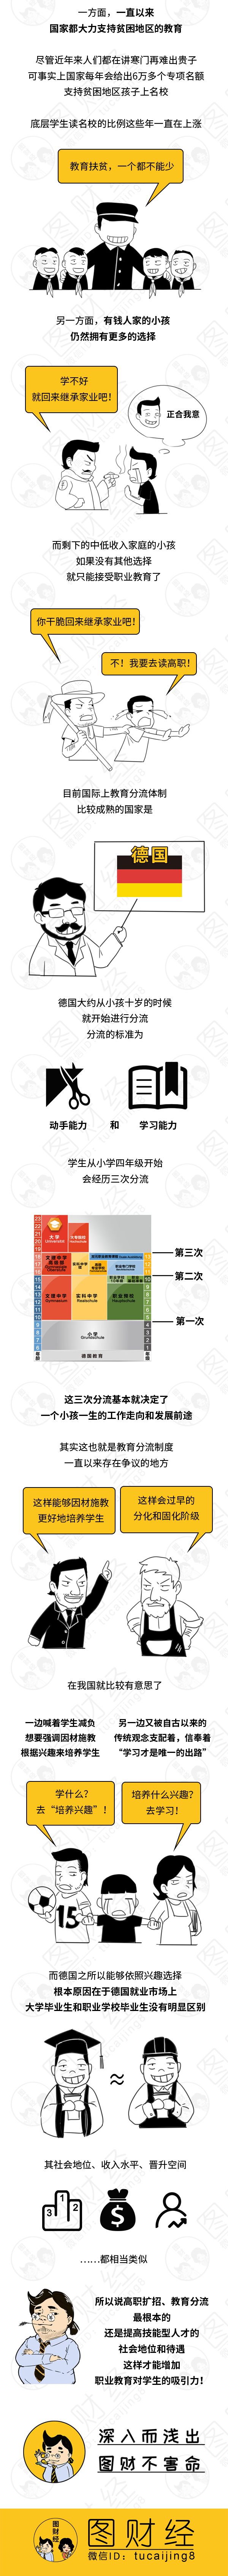 一方面，一直以来
国家都大力支持贫困地区的教育
尽管近年来人们都在讲寒门再难出贵子
可事实上国家每年会给出6万多个专项名额
支持贫困地区孩子上名校
底层学生读名校的比例这些年一直在上涨
教育扶贫，一个都不能少
另一方面，有钱人家的小孩
仍然拥有更多的选择
学不好
就回来继承家业吧！
正合我意
而剩下的中低收入家庭的小孩
如果没有其他选择
就只能接受职业教育了
你干脆回来继承家业吧！
不！我要去读高职！
目前国际上教育分流体制
比较成熟的国家是
德国
德国大约从小孩十岁的时候
就开始进行分流
分流的标准为
动手能力 和 学习能力
学生从小学四年级开始
会经历三次分流
大学
Universität
第三次
第二次
文理中学
Gymnasium
实科中学
Realschule
职业预校
Hauptschule
第一次
小学
Grundschule
年龄
德国教育
年级
这三次分流基本就决定了
一个小孩一生的工作走向和发展前途
其实这也就是教育分流制度
一直以来存在争议的地方
这样能够因材施教
更好地培养学生
这样会过早的
分化和固化阶级
在我国就比较有意思了
一边喊着学生减负
想要强调因材施教
根据兴趣来培养学生
另一边又被自古以来的
传统观念支配着，信奉着
“学习才是唯一的出路”
学什么？
去“培养兴趣”！
培养什么兴趣？
去学习！
15
而德国之所以能够依照兴趣选择
根本原因在于德国就业市场上
大学毕业生和职业学校毕业生没有明显区别
≈
其社会地位、收入水平、晋升空间
3 1 2
$
……都相当类似
所以说高职扩招、教育分流
最根本的
还是提高技能型人才的
社会地位和待遇
这样才能增加
职业教育对学生的吸引力！
深入而浅出
图财不害命
图财经
图财经
微信ID：tucaijing8